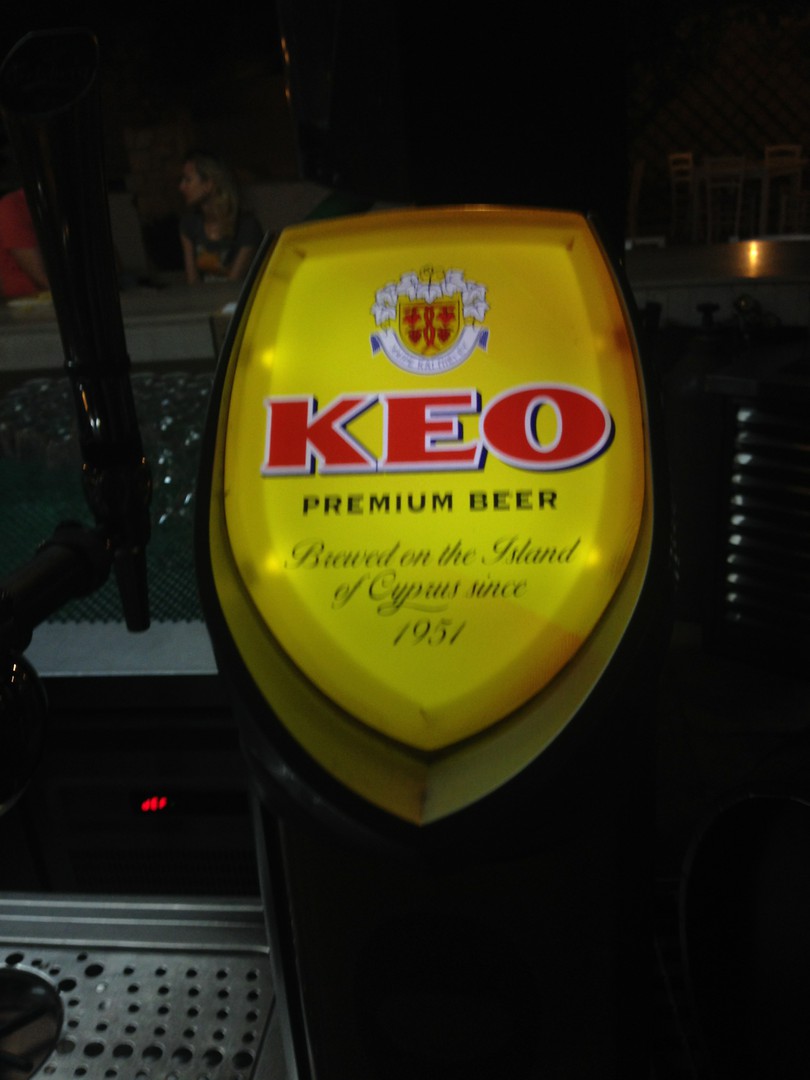 KEO
PREMIUM BEER
Brewed on the Island
of Cyprus since
1951